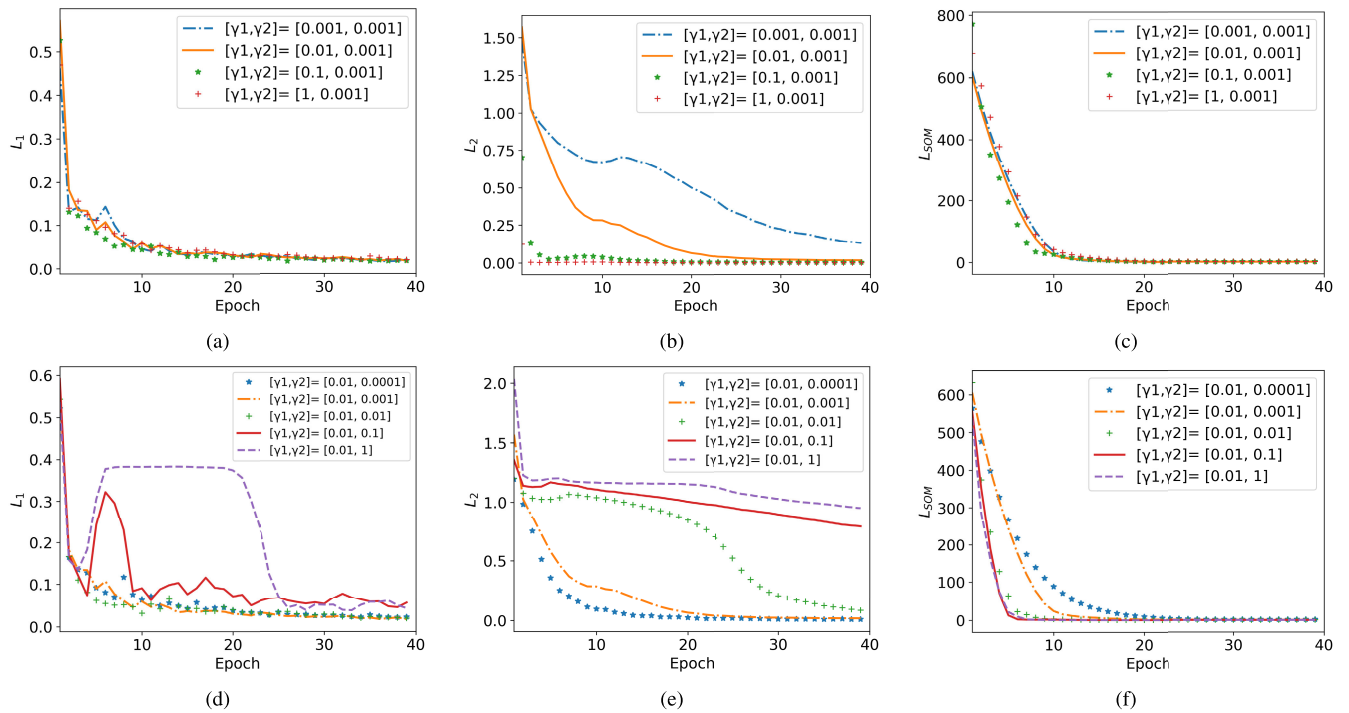 [γ1,γ2]= [0.001, 0.001]
[γ1,γ2]= [0.01, 0.001]
[γ1,γ2]= [0.1, 0.001]
[γ1,γ2]= [1, 0.001]
0.5
0.4
0.3
0.2
0.1
0.0
L1
10 20 30 40
Epoch
(a)
[γ1,γ2]= [0.001, 0.001]
[γ1,γ2]= [0.01, 0.001]
[γ1,γ2]= [0.1, 0.001]
[γ1,γ2]= [1, 0.001]
1.50
1.25
1.00
0.75
0.50
0.25
0.00
L2
10 20 30 40
Epoch
(b)
[γ1,γ2]= [0.001, 0.001]
[γ1,γ2]= [0.01, 0.001]
[γ1,γ2]= [0.1, 0.001]
[γ1,γ2]= [1, 0.001]
800
600
400
200
0
LSOM
10 20 30 40
Epoch
(c)
[γ1,γ2]= [0.01, 0.0001]
[γ1,γ2]= [0.01, 0.001]
[γ1,γ2]= [0.01, 0.01]
[γ1,γ2]= [0.01, 0.1]
[γ1,γ2]= [0.01, 1]
0.6
0.5
0.4
0.3
0.2
0.1
0.0
L1
10 20 30 40
Epoch
(d)
[γ1,γ2]= [0.01, 0.0001]
[γ1,γ2]= [0.01, 0.001]
[γ1,γ2]= [0.01, 0.01]
[γ1,γ2]= [0.01, 0.1]
[γ1,γ2]= [0.01, 1]
2.0
1.5
1.0
0.5
0.0
L2
10 20 30 40
Epoch
(e)
[γ1,γ2]= [0.01, 0.0001]
[γ1,γ2]= [0.01, 0.001]
[γ1,γ2]= [0.01, 0.01]
[γ1,γ2]= [0.01, 0.1]
[γ1,γ2]= [0.01, 1]
600
500
400
300
200
100
0
LSOM
10 20 30 40
Epoch
(f)